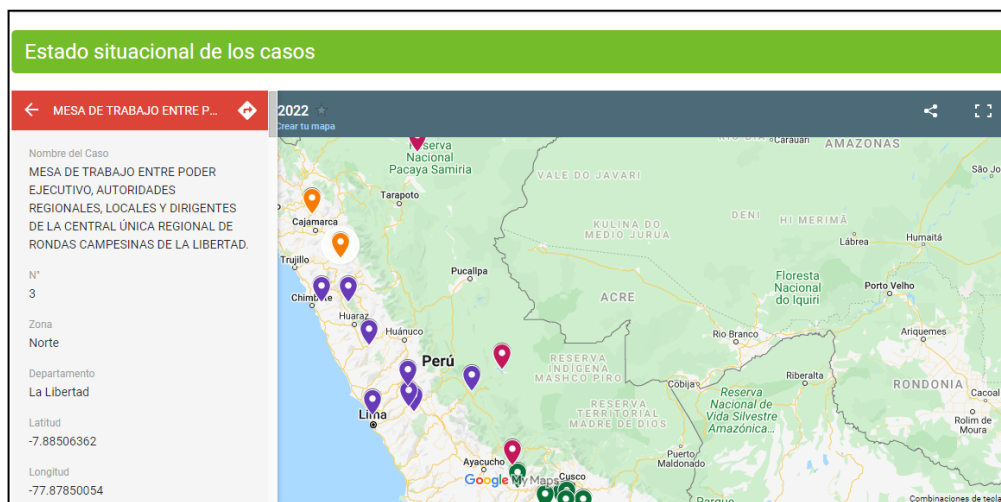 Estado situacional de los casos
MESA DE TRABAJO ENTRE P...
Nombre del Caso
MESA DE TRABAJO ENTRE PODER
EJECUTIVO, AUTORIDADES
REGIONALES, LOCALES Y DIRIGENTES
DE LA CENTRAL ÚNICA REGIONAL DE
RONDAS CAMPESINAS DE LA LIBERTAD.
N°
3
Zona
Norte
Departamento
La Libertad
Latitud
-7.88506362
Longitud
-77.87850054
2022
Crear tu mapa
Carauari
AMAZONAS
Reserva
Nacional
Pacaya Samiria
VALE DO JAVARI
São Jo
Tarapoto
Cajamarca
KULINA DO
MEDIO JURUÁ
DENI
HI MERIMÃ
Lábrea
Humaitá
Trujillo
Pucallpa
Floresta
Nacional
do Iquiri
Porto Velho
ACRE
Huaraz
Huánuco
Rio Branco
Ariquemes
Perú
RESERVA
INDÍGENA
MASHCO PIRO
Cobija
Riberalta
RONDONIA
Cacoal
Reserva
Nacional de
Vida Silvestre
Amazónica...
RESERVA
TERRITORIAL
MADRE DE DIOS
Rolim de
Moura
Lima
Puerto
Maldonado
Ayacucho
Cusco
Google My Maps
Parque
Combinaciones de tecla